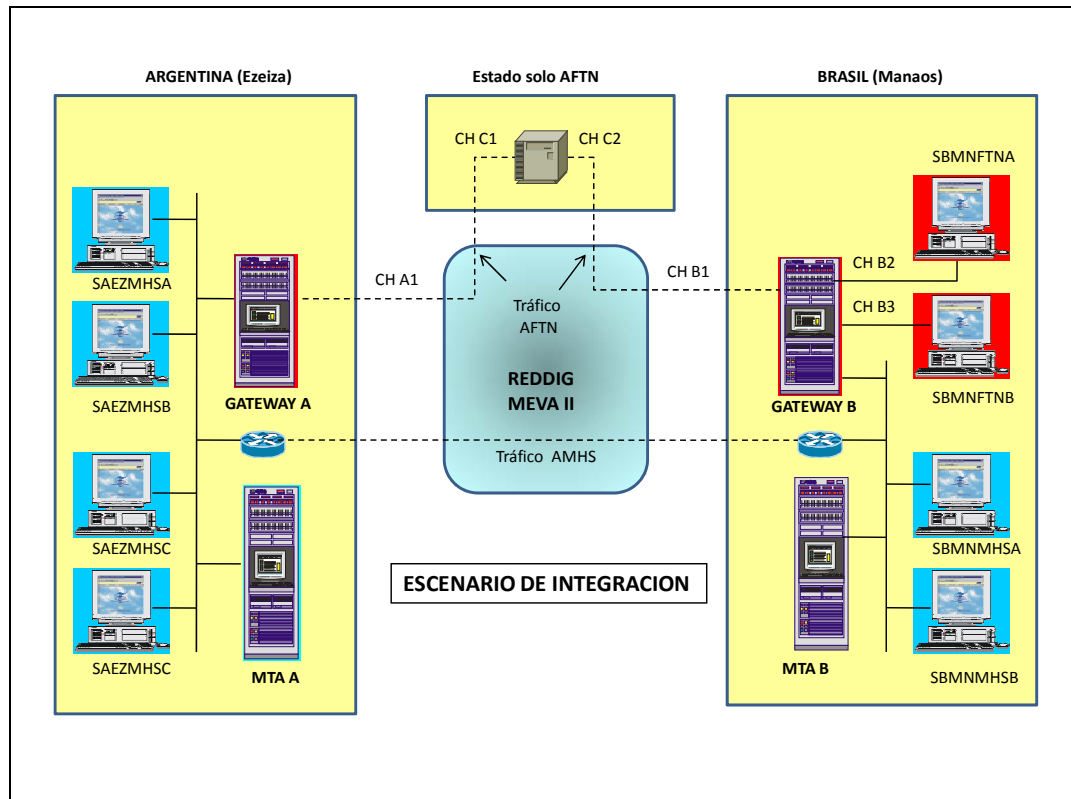 ARGENTINA (Ezeiza)
Estado solo AFTN
BRASIL (Manaos)
CH C1
CH C2
SBMNFTNA
SAEZMHSA
CH A1
CH B1
CH B2
Tráfico
AFTN
CH B3
SAEZMHSB
GATEWAY A
REDDIG
MEVA II
GATEWAY B
SBMNFTNB
Tráfico AMHS
SAEZMHSC
SBMNMHSA
ESCENARIO DE INTEGRACION
SAEZMHSC
MTA A
MTA B
SBMNMHSB